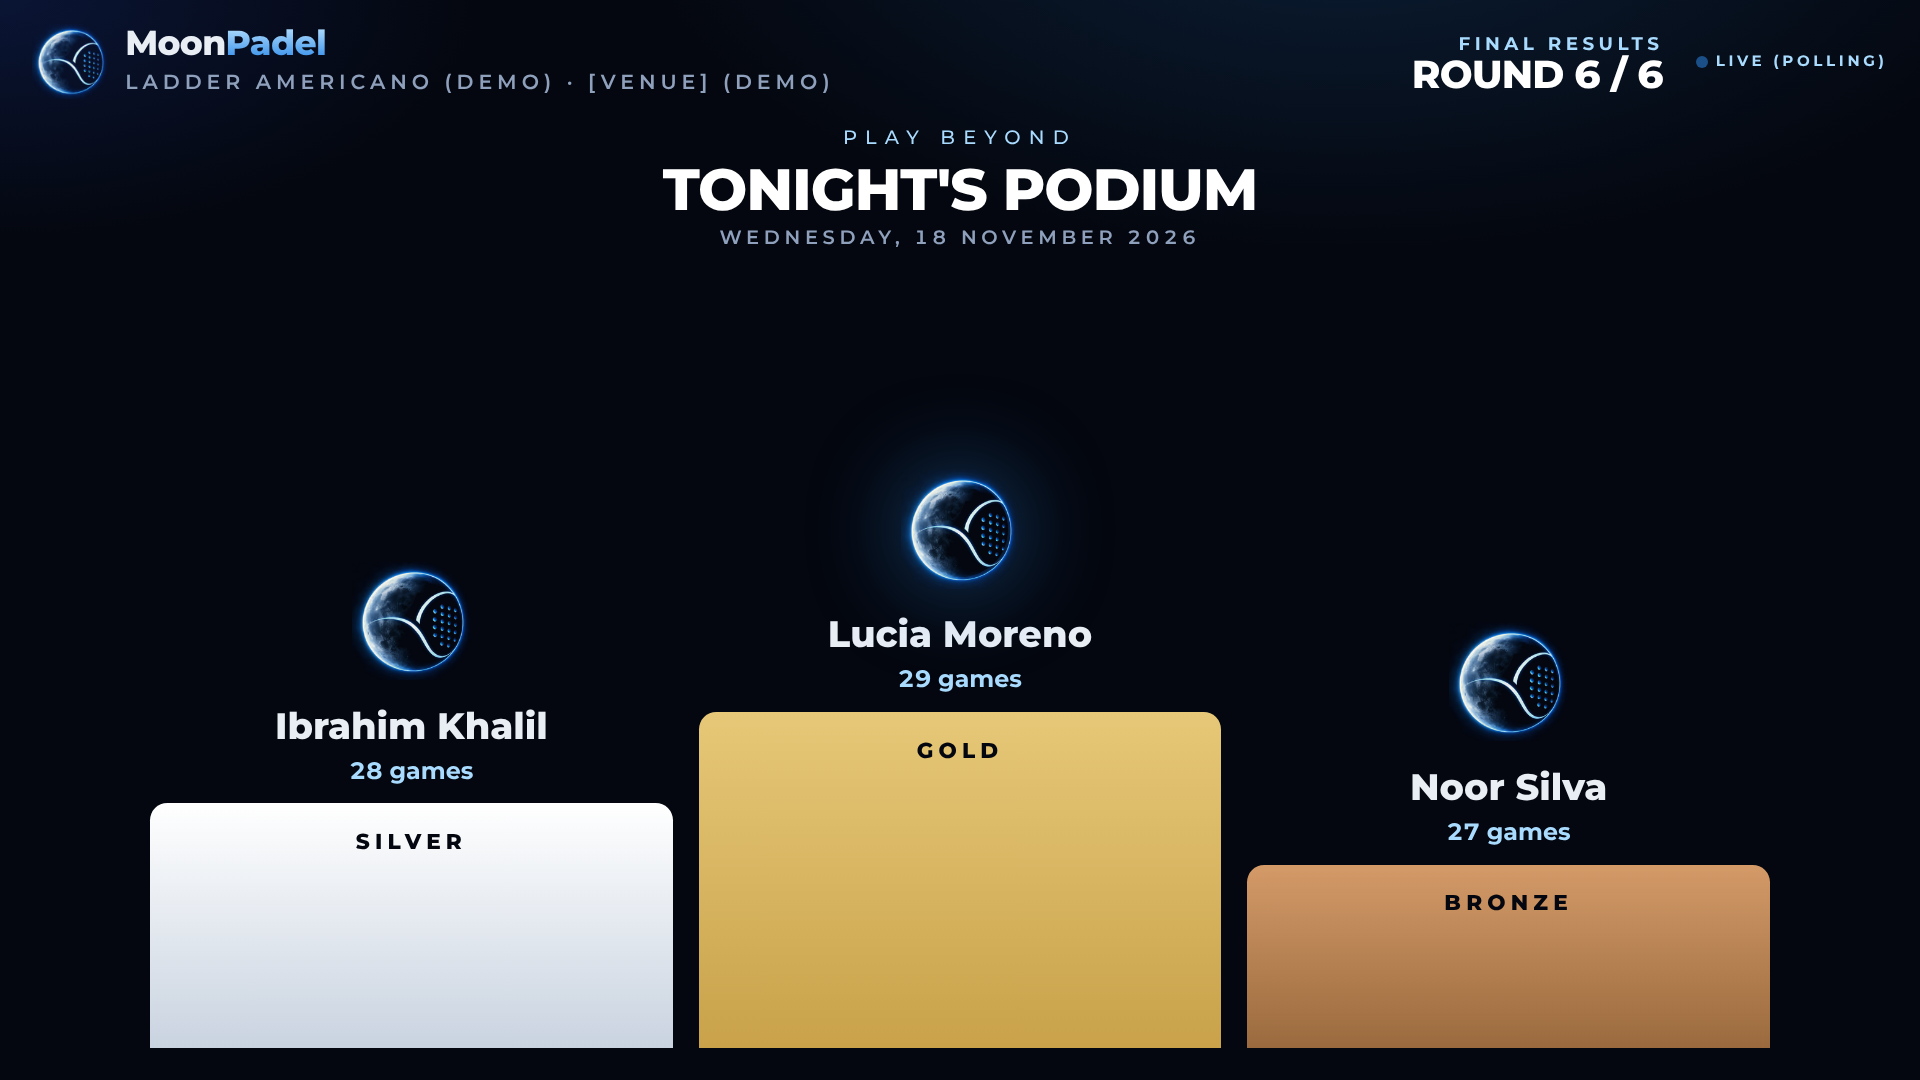 MoonPadel
LADDER AMERICANO (DEMO) · [VENUE] (DEMO)
FINAL RESULTS
ROUND 6 / 6
LIVE (POLLING)
PLAY BEYOND
TONIGHT'S PODIUM
WEDNESDAY, 18 NOVEMBER 2026
Ibrahim Khalil
28 games
SILVER
Lucia Moreno
29 games
GOLD
Noor Silva
27 games
BRONZE